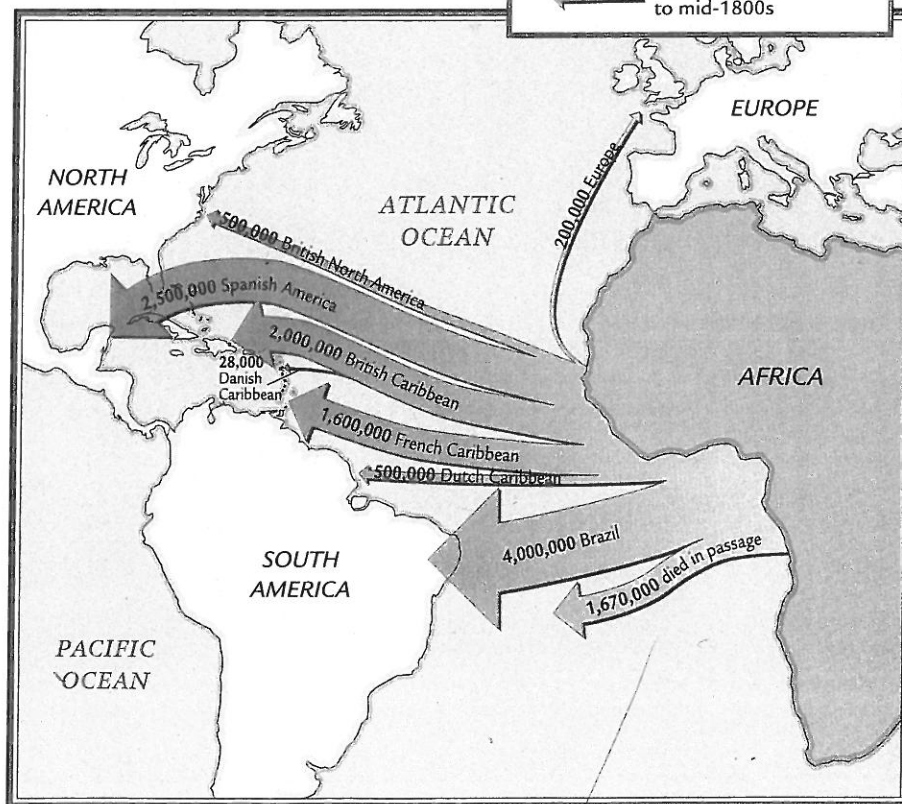 to mid-1800s
EUROPE
NORTH
AMERICA
ATLANTIC
OCEAN
200,000 Europe
500,000 British North America
2,500,000 Spanish America
2,000,000 British Caribbean
28,000
Danish
Caribbean
AFRICA
1,600,000 French Caribbean
500,000 Dutch Caribbean
4,000,000 Brazil
SOUTH
AMERICA
1,670,000 died in passage
PACIFIC
OCEAN